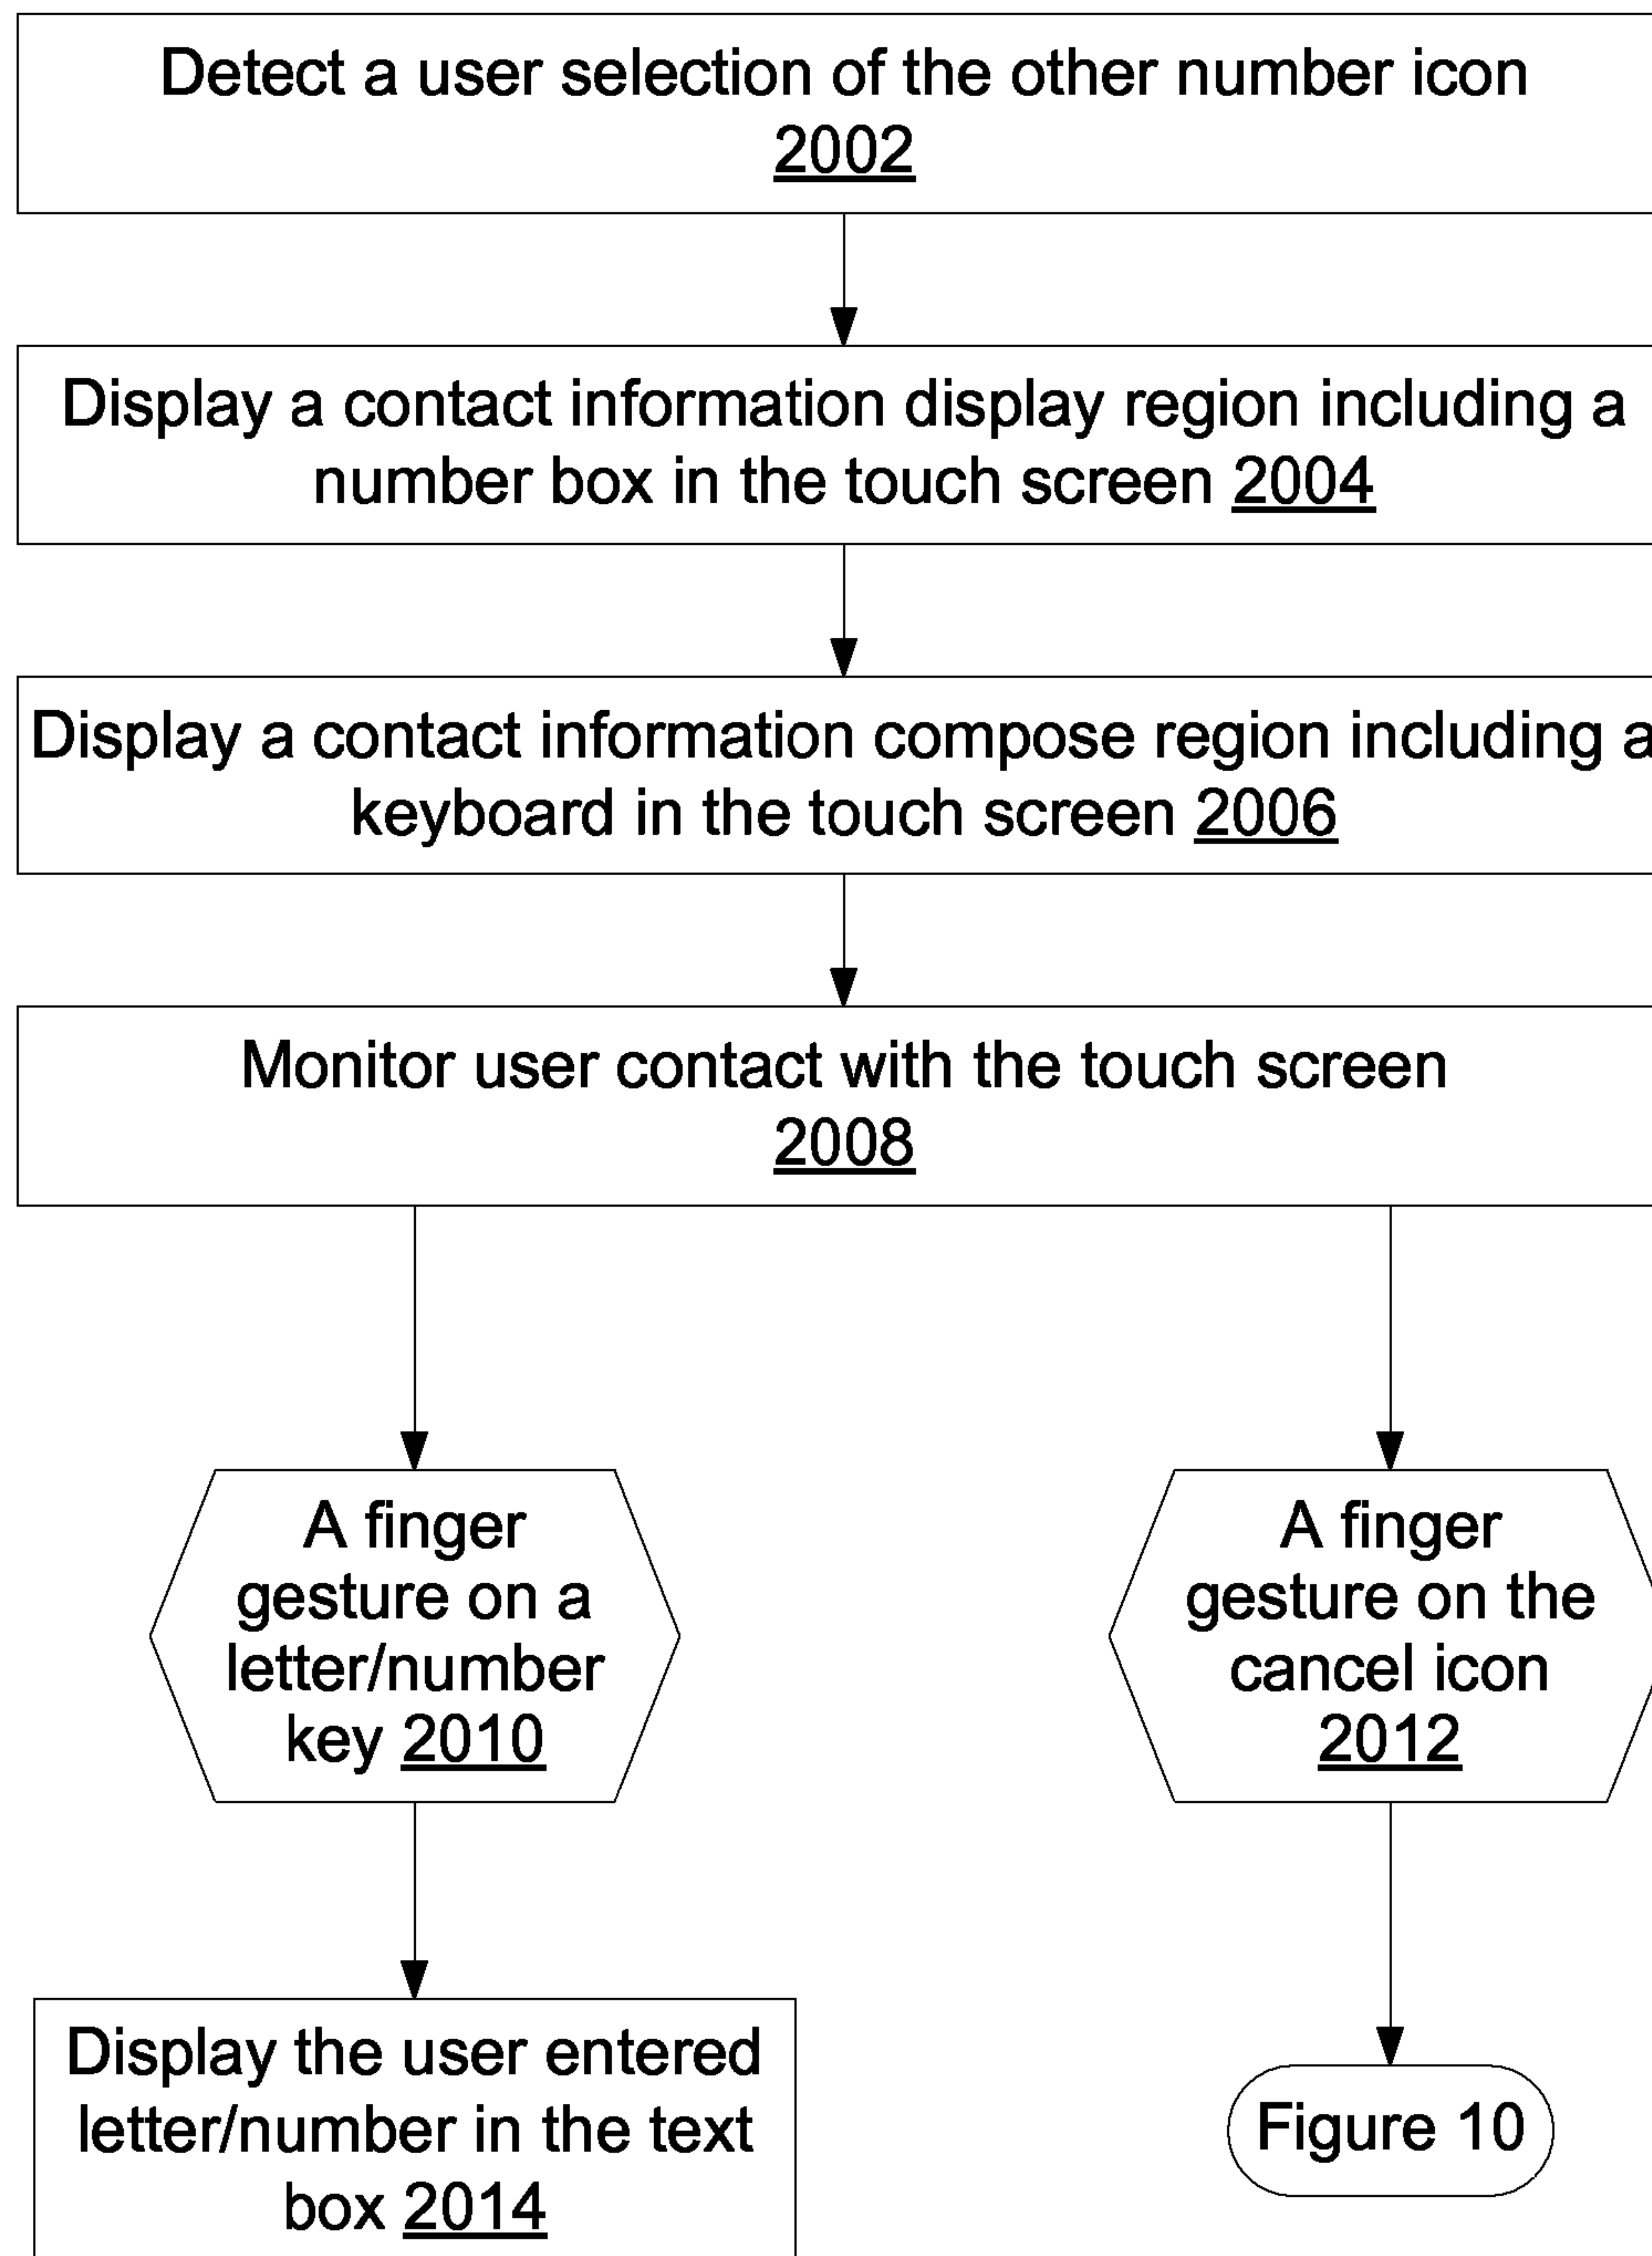 Detect a user selection of the other number icon
2002
Display a contact information display region including a
number box in the touch screen 2004
Display a contact information compose region including a
keyboard in the touch screen 2006
Monitor user contact with the touch screen
2008
A finger
gesture on a
letter/number
key 2010
A finger
gesture on the
cancel icon
2012
Display the user entered
letter/number in the text
box 2014
Figure 10